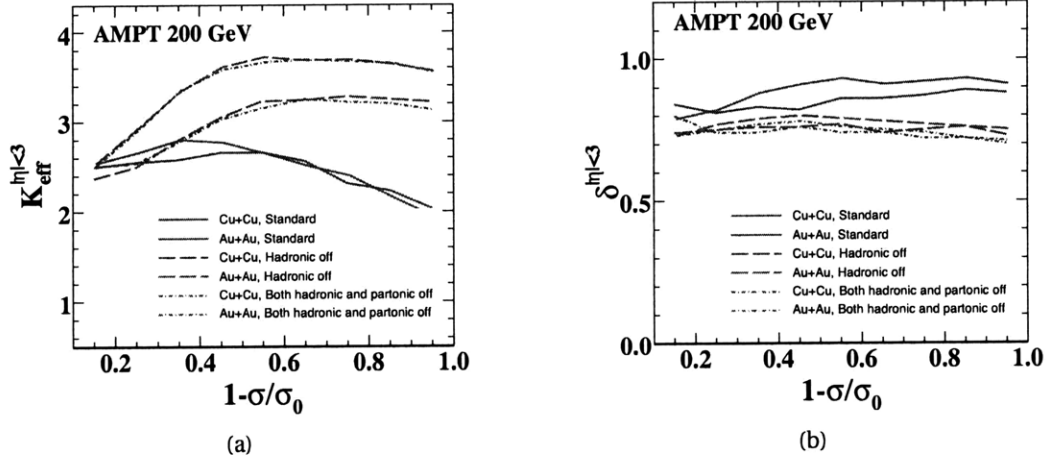 AMPT 200 GeV
4
3
2
1
K_eff^|η|<3
Cu+Cu, Standard
Au+Au, Standard
Cu+Cu, Hadronic off
Au+Au, Hadronic off
Cu+Cu, Both hadronic and partonic off
Au+Au, Both hadronic and partonic off
0.2 0.4 0.6 0.8 1.0
1-σ/σ₀
(a)
AMPT 200 GeV
1.0
0.5
0.0
δ^|η|<3
Cu+Cu, Standard
Au+Au, Standard
Cu+Cu, Hadronic off
Au+Au, Hadronic off
Cu+Cu, Both hadronic and partonic off
Au+Au, Both hadronic and partonic off
0.2 0.4 0.6 0.8 1.0
1-σ/σ₀
(b)